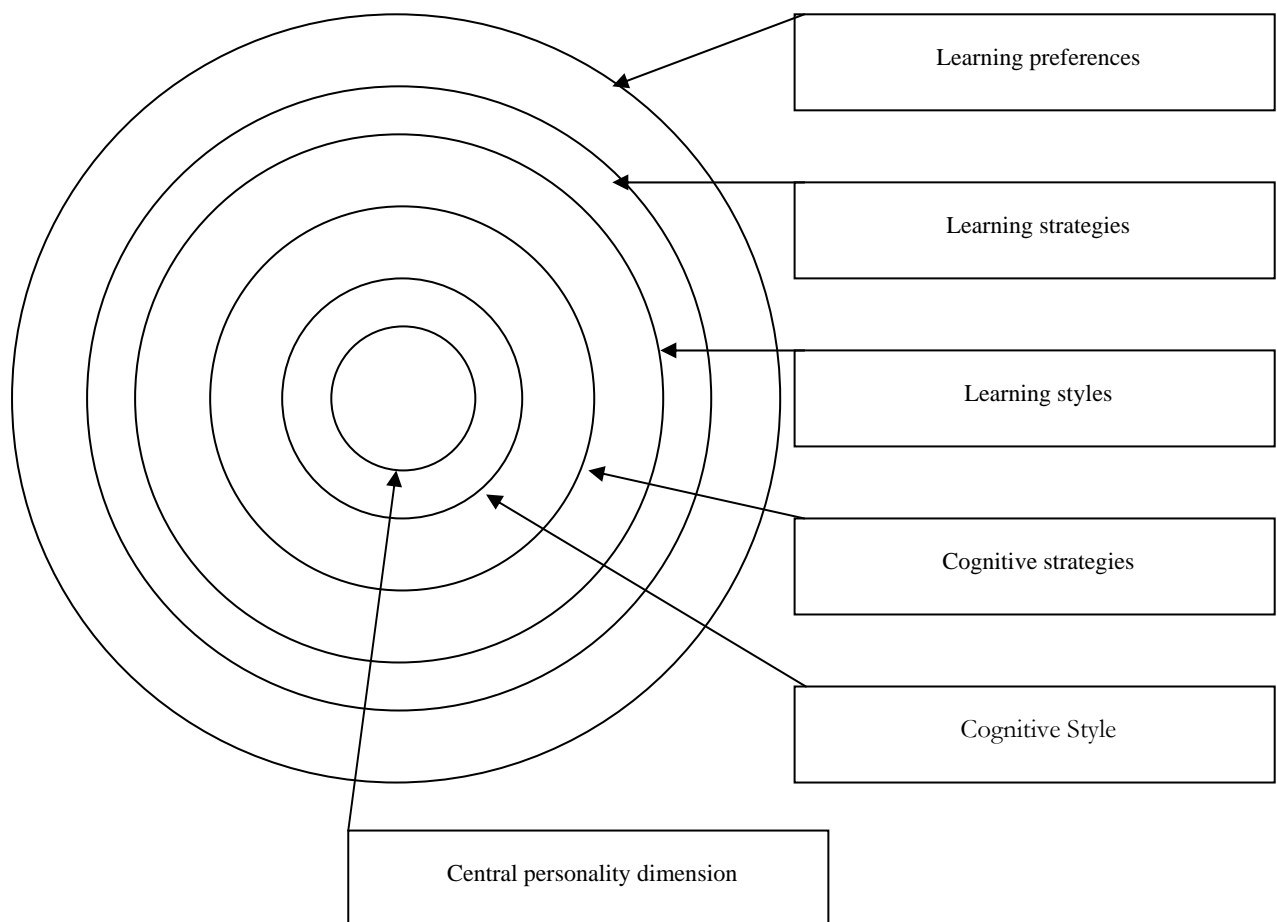 Learning preferences
Learning strategies
Learning styles
Cognitive strategies
Cognitive Style
Central personality dimension